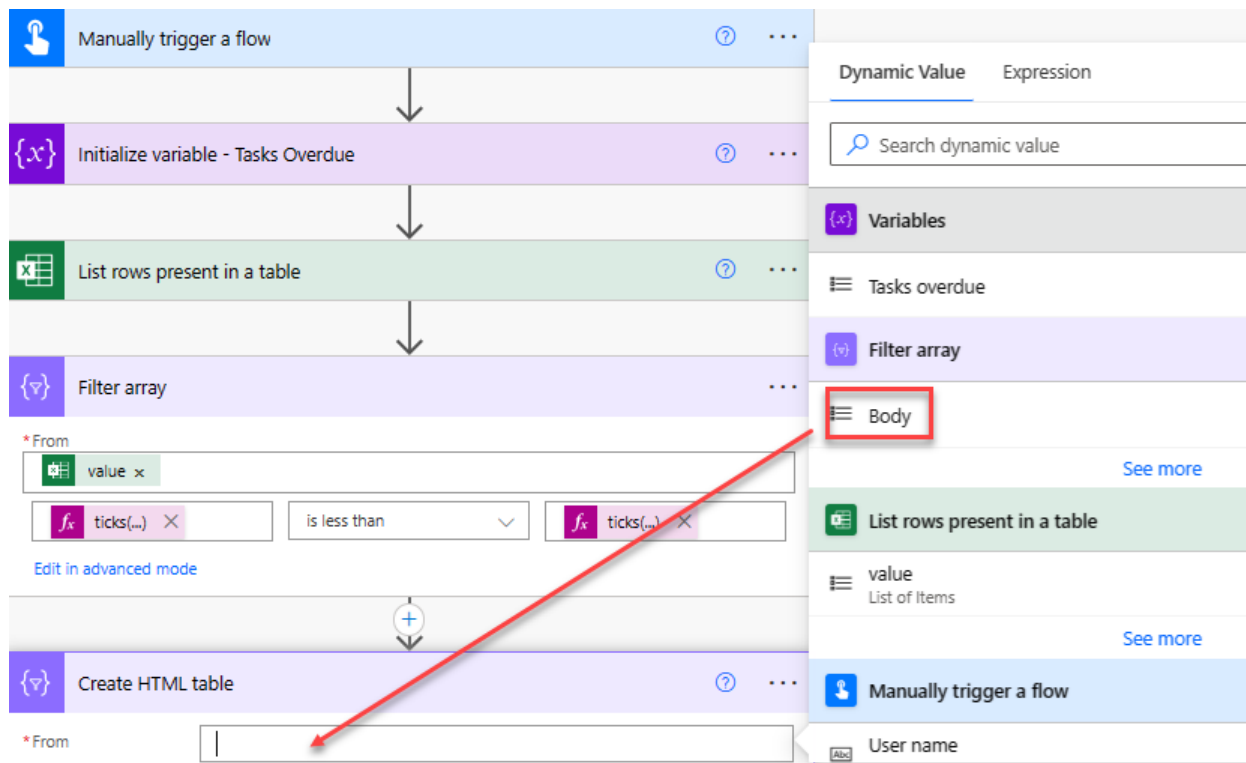 Manually trigger a flow
Initialize variable - Tasks Overdue
List rows present in a table
Filter array
* From
value ×
fx ticks(...) ×
is less than
fx ticks(...) ×
Edit in advanced mode
+
Create HTML table
* From
Dynamic Value Expression
Search dynamic value
{x} Variables
Tasks overdue
Filter array
Body
See more
List rows present in a table
value
List of Items
See more
Manually trigger a flow
Abc User name